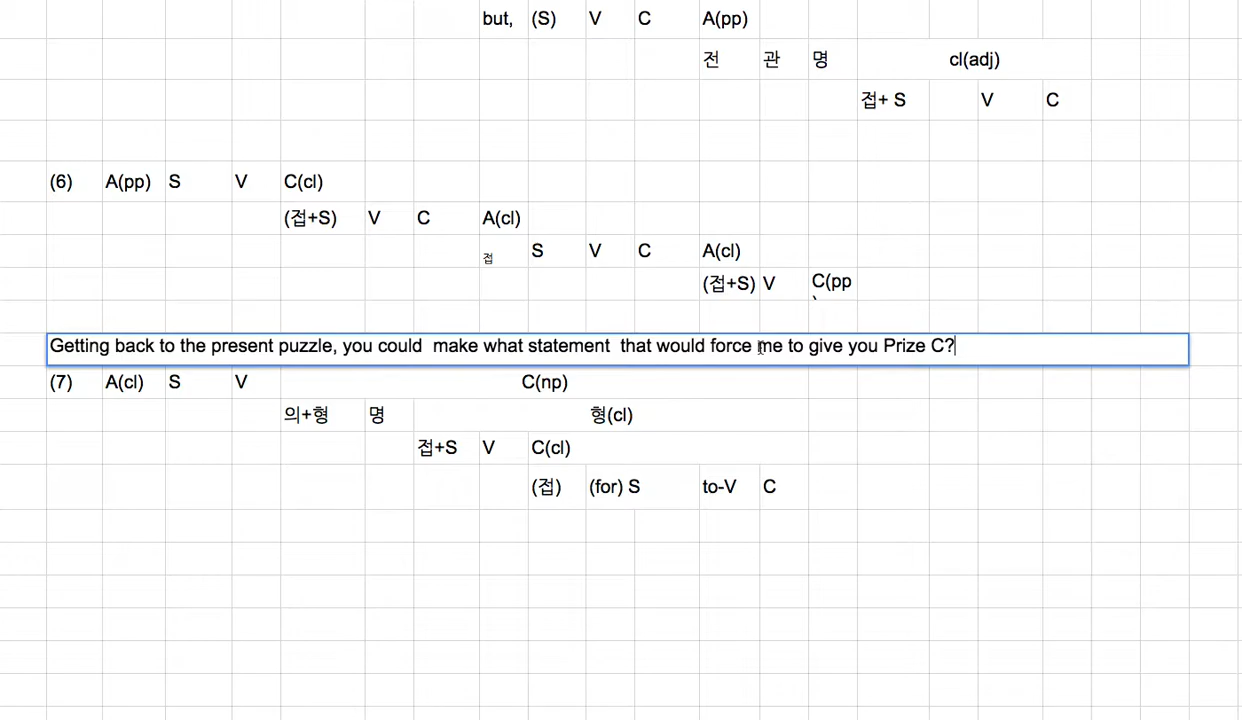 but, (S) V C A(pp)
전 관 명 cl(adj)
접+ S V C
(6) A(pp) S V C(cl)
(접+S) V C A(cl)
접 S V C A(cl)
(접+S) V C(pp
Getting back to the present puzzle, you could make what statement that would force me to give you Prize C?
(7) A(cl) S V C(np)
의+형 명 형(cl)
접+S V C(cl)
(접) (for) S to-V C